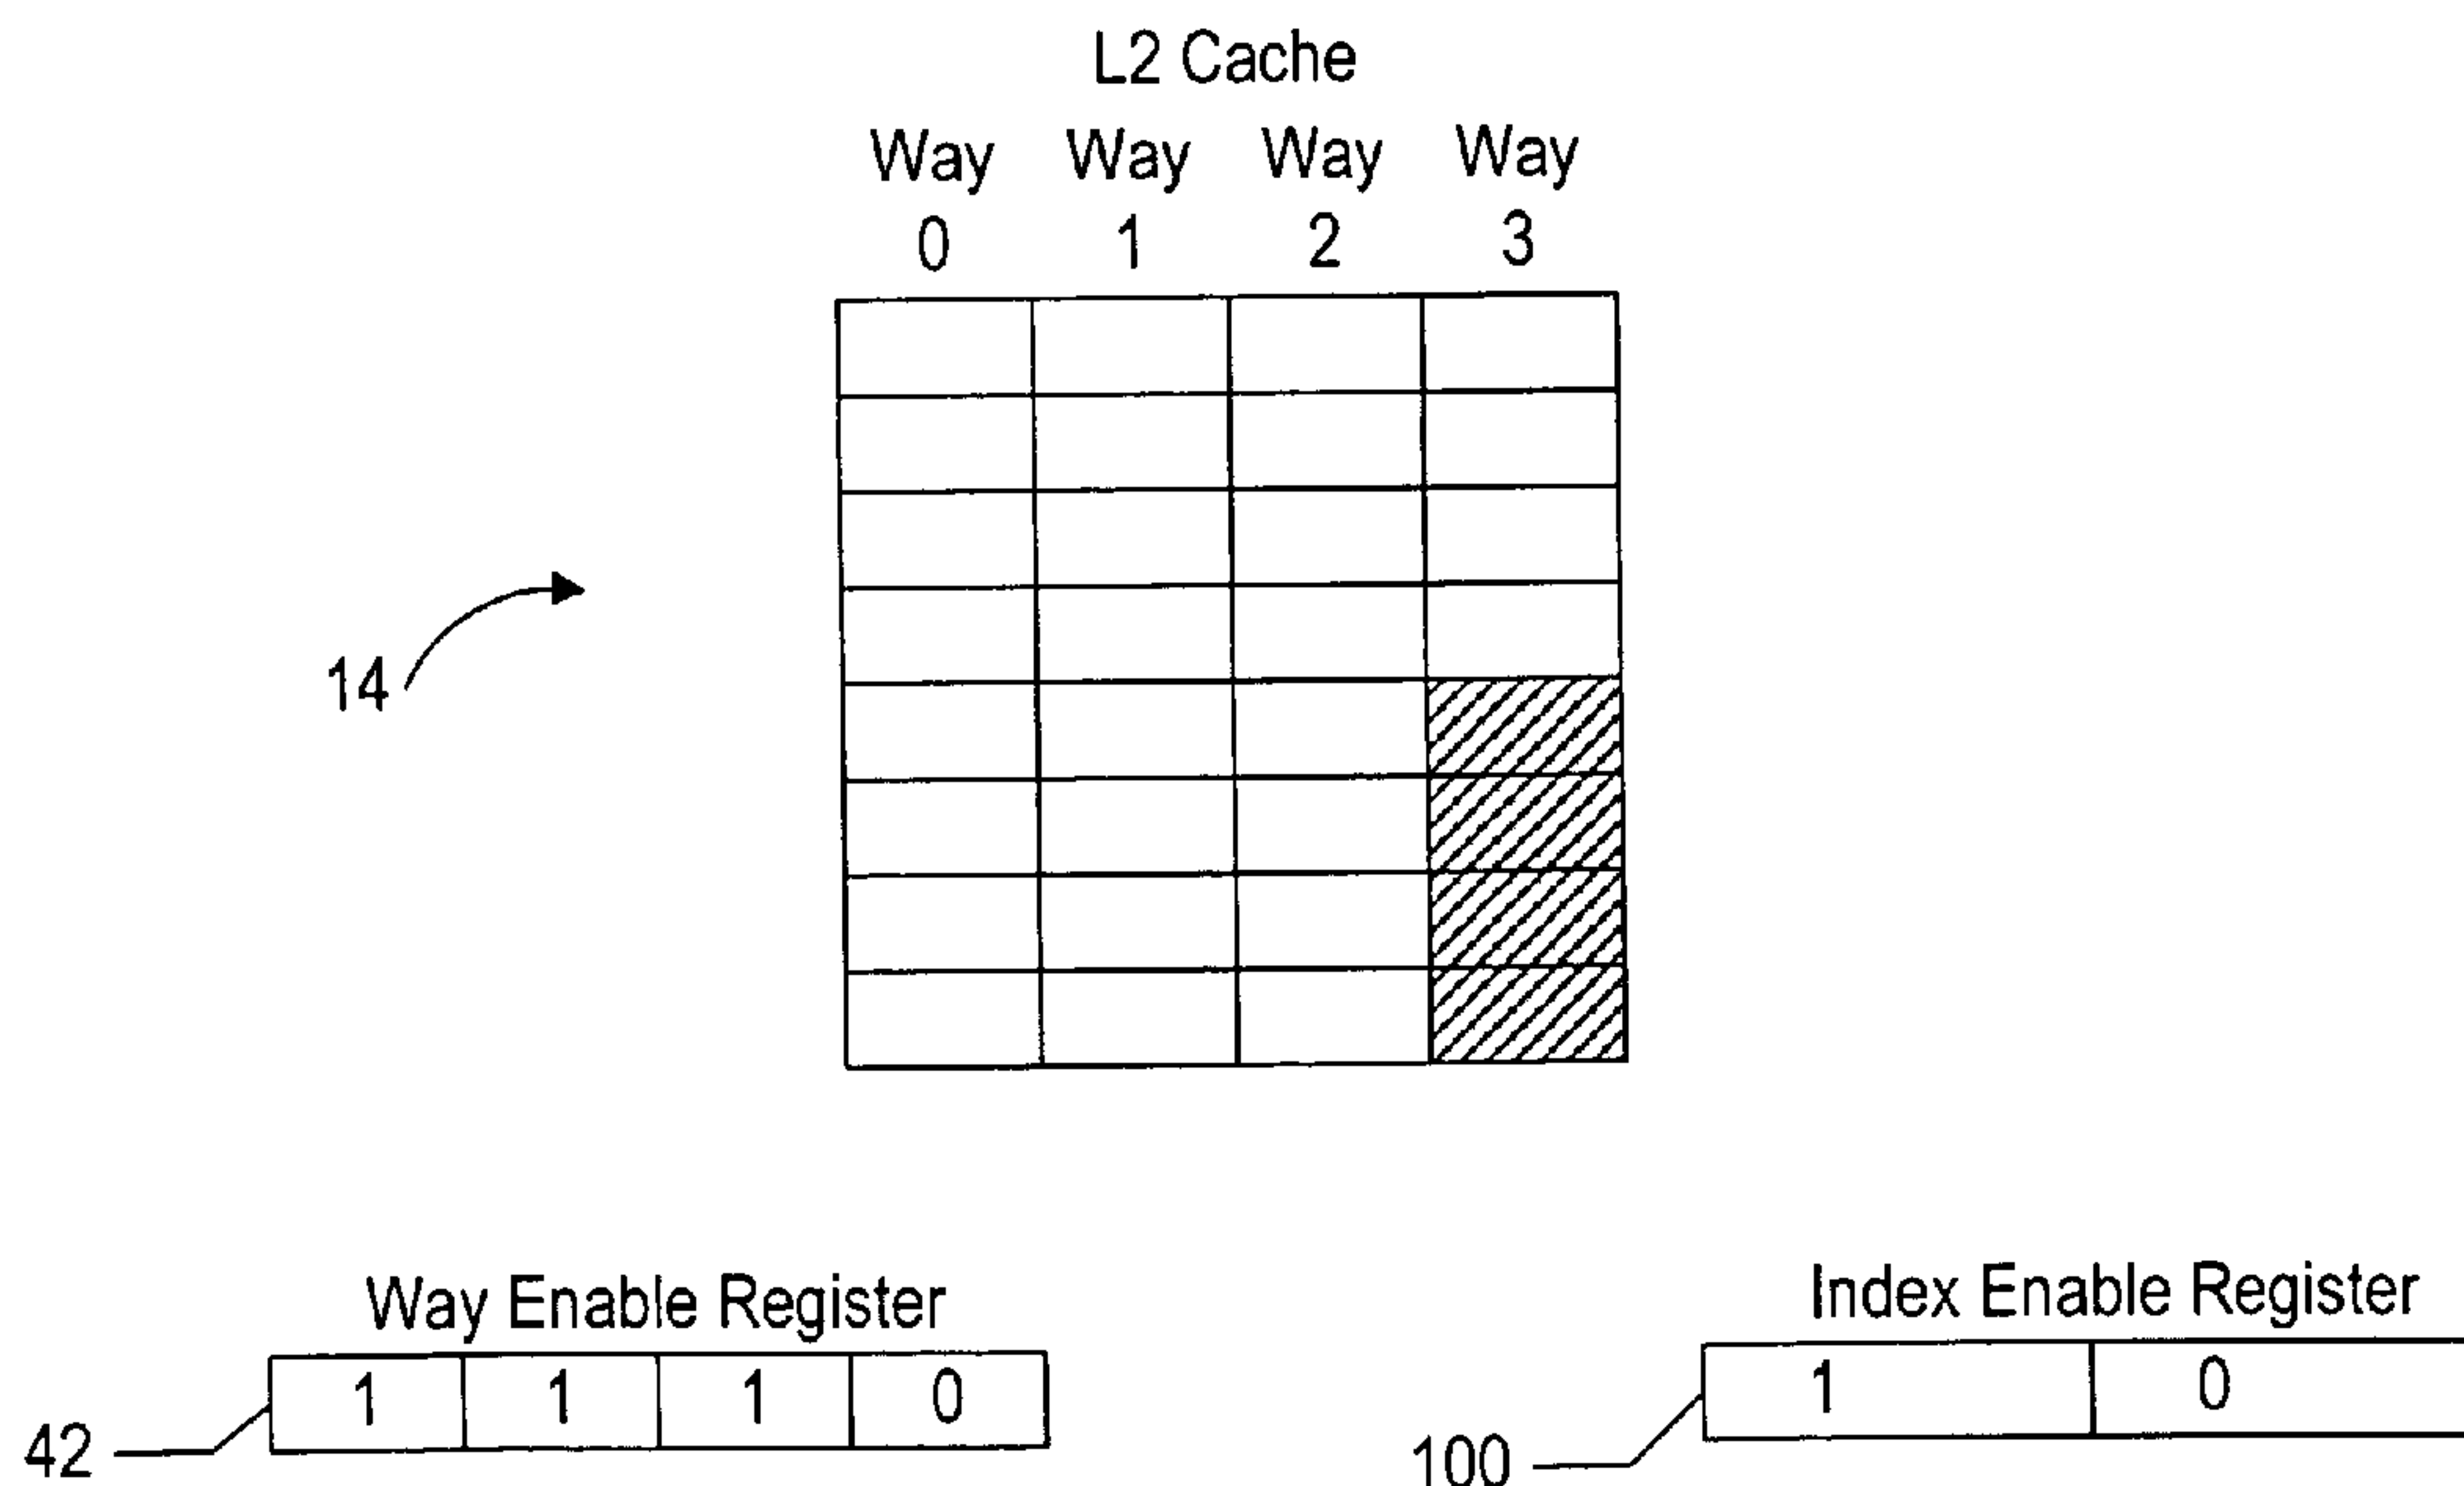 L2 Cache
Way Way Way Way
0 1 2 3
14
Way Enable Register
1 1 1 0
42
Index Enable Register
1 0
100